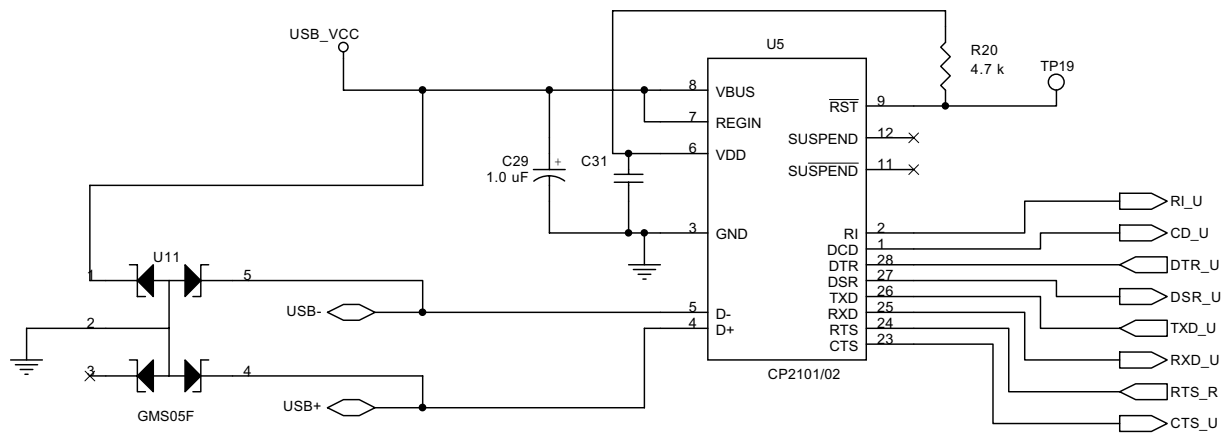 USB_VCC
U5
R20
4.7 k
TP19
8
VBUS
RST
9
7
REGIN
SUSPEND
12
6
VDD
C29
1.0 uF
+
C31
SUSPEND
11
RI_U
3
GND
RI
2
CD_U
DCD
1
U11
DTR
28
DTR_U
1
5
DSR
27
DSR_U
TXD
26
USB-
5
D-
RXD
25
TXD_U
2
4
D+
RTS
24
CTS
23
RXD_U
3
4
CP2101/02
RTS_R
USB+
GMS05F
CTS_U